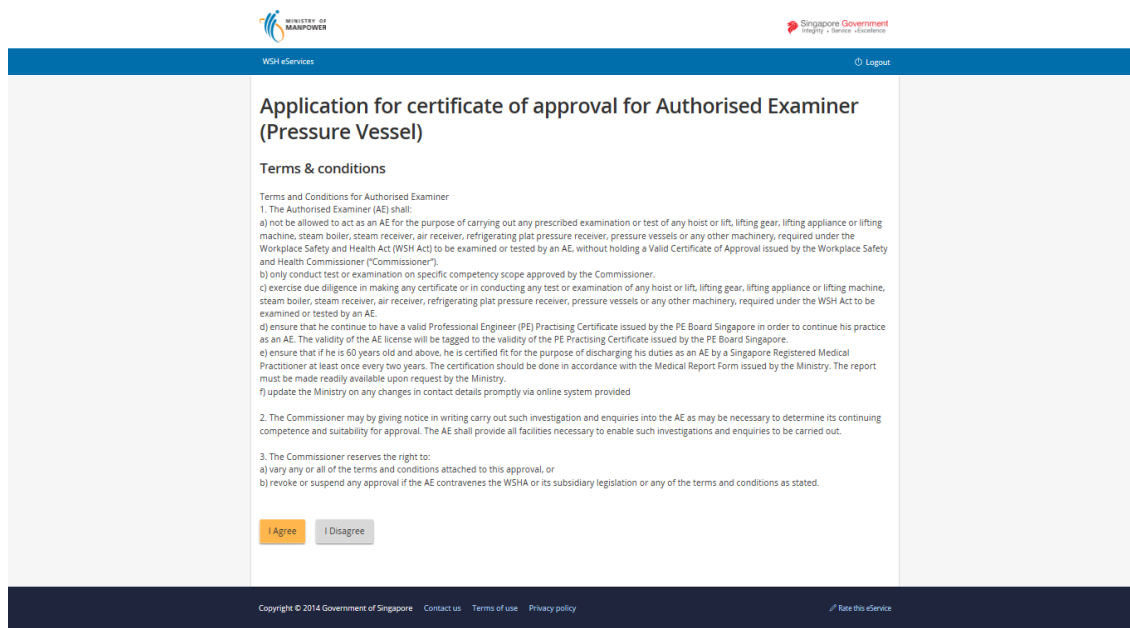 MINISTRY OF
MANPOWER
Singapore Government
Integrity • Service • Excellence
WSH eServices
Logout
Application for certificate of approval for Authorised Examiner
(Pressure Vessel)
Terms & conditions
Terms and Conditions for Authorised Examiner
1. The Authorised Examiner (AE) shall:
a) not be allowed to act as an AE for the purpose of carrying out any prescribed examination or test of any hoist or lift, lifting gear, lifting appliance or lifting
machine, steam boiler, steam receiver, air receiver, refrigerating plat pressure receiver, pressure vessels or any other machinery, required under the
Workplace Safety and Health Act (WSH Act) to be examined or tested by an AE, without holding a Valid Certificate of Approval issued by the Workplace Safety
and Health Commissioner ("Commissioner").
b) only conduct test or examination on specific competency scope approved by the Commissioner.
c) exercise due diligence in making any certificate or in conducting any test or examination of any hoist or lift, lifting gear, lifting appliance or lifting machine,
steam boiler, steam receiver, air receiver, refrigerating plat pressure receiver, pressure vessels or any other machinery, required under the WSH Act to be
examined or tested by an AE.
d) ensure that he continue to have a valid Professional Engineer (PE) Practising Certificate issued by the PE Board Singapore in order to continue his practice
as an AE. The validity of the AE license will be tagged to the validity of the PE Practising Certificate issued by the PE Board Singapore.
e) ensure that if he is 60 years old and above, he is certified fit for the purpose of discharging his duties as an AE by a Singapore Registered Medical
Practitioner at least once every two years. The certification should be done in accordance with the Medical Report Form issued by the Ministry. The report
must be made readily available upon request by the Ministry.
f) update the Ministry on any changes in contact details promptly via online system provided
2. The Commissioner may by giving notice in writing carry out such investigation and enquiries into the AE as may be necessary to determine its continuing
competence and suitability for approval. The AE shall provide all facilities necessary to enable such investigations and enquiries to be carried out.
3. The Commissioner reserves the right to:
a) vary any or all of the terms and conditions attached to this approval, or
b) revoke or suspend any approval if the AE contravenes the WSHA or its subsidiary legislation or any of the terms and conditions as stated.
I Agree
I Disagree
Copyright © 2014 Government of Singapore Contact us Terms of use Privacy policy
Rate this eService